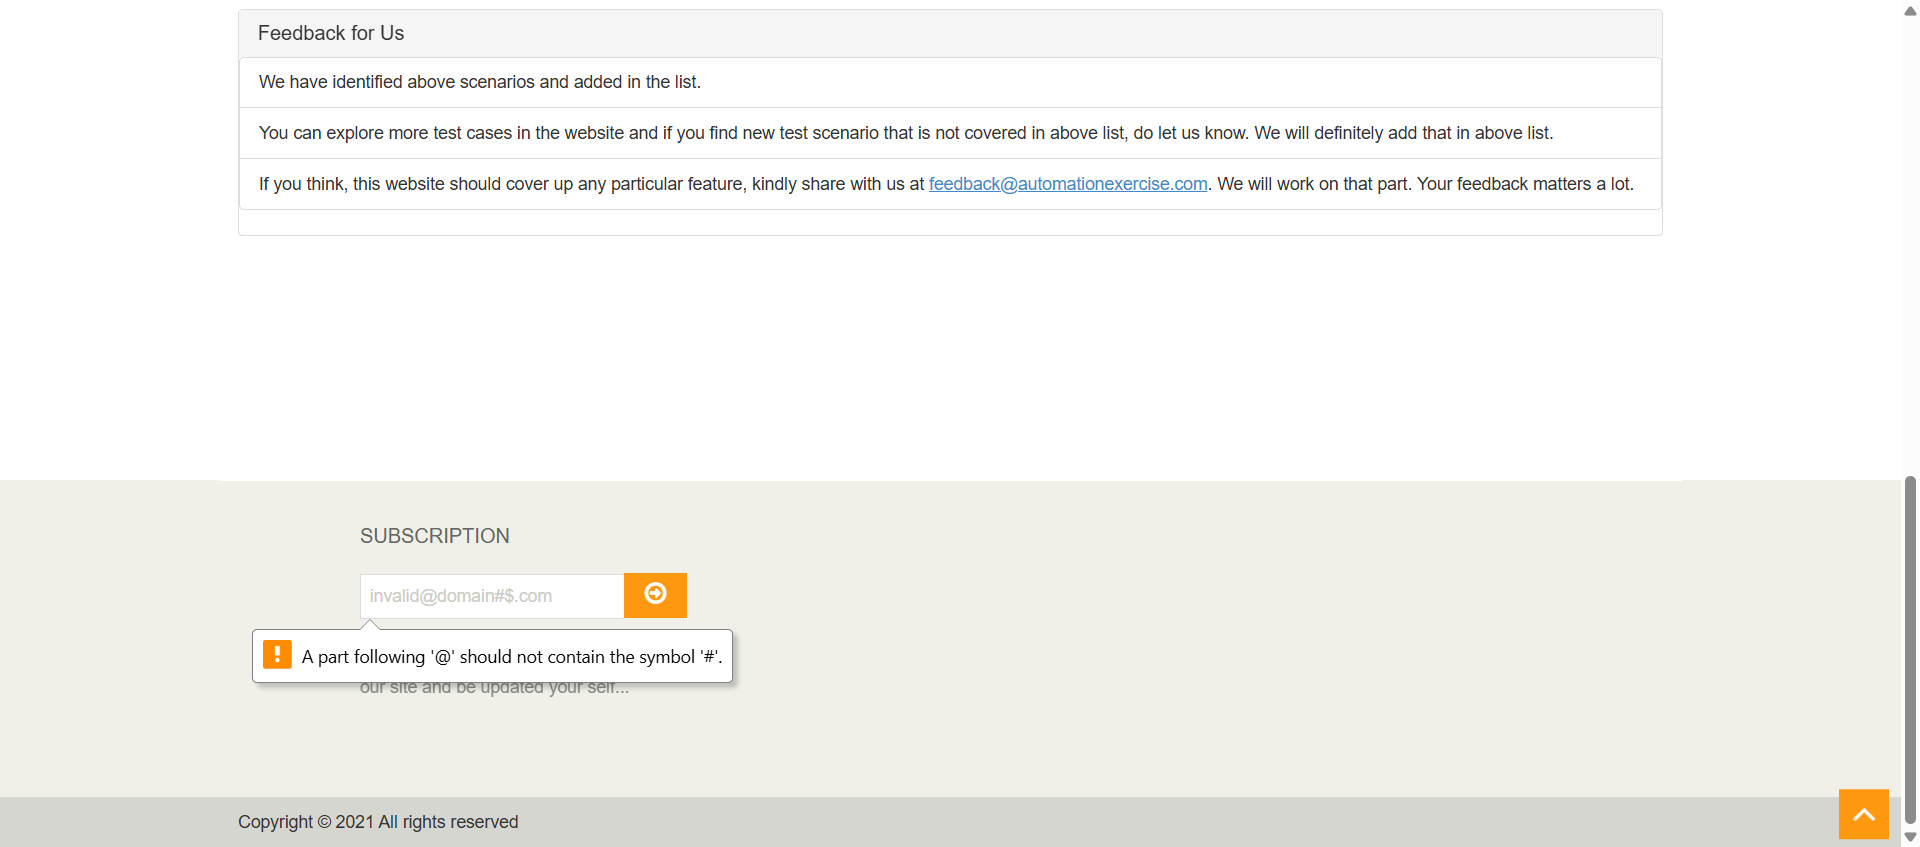 Feedback for Us
We have identified above scenarios and added in the list.
You can explore more test cases in the website and if you find new test scenario that is not covered in above list, do let us know. We will definitely add that in above list.
If you think, this website should cover up any particular feature, kindly share with us at feedback@automationexercise.com. We will work on that part. Your feedback matters a lot.
SUBSCRIPTION
invalid@domain#$.com
A part following '@' should not contain the symbol '#'.
our site and be updated your self...
Copyright © 2021 All rights reserved